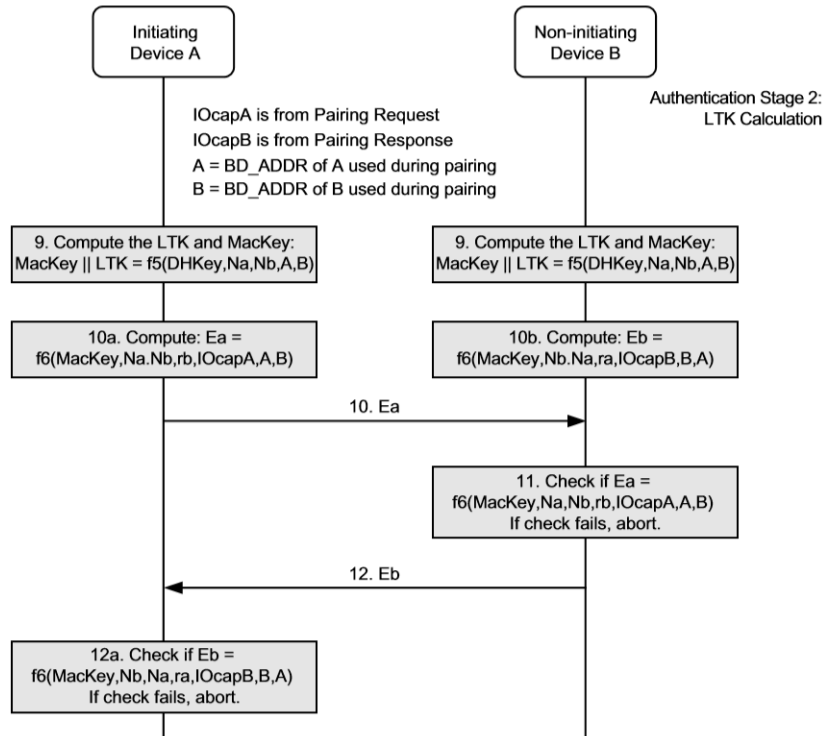 Initiating
Device A
Non-initiating
Device B
Authentication Stage 2:
LTK Calculation
IOcapA is from Pairing Request
IOcapB is from Pairing Response
A = BD_ADDR of A used during pairing
B = BD_ADDR of B used during pairing
9. Compute the LTK and MacKey:
MacKey || LTK = f5(DHKey,Na,Nb,A,B)
9. Compute the LTK and MacKey:
MacKey || LTK = f5(DHKey,Na,Nb,A,B)
10a. Compute: Ea =
f6(MacKey,Na.Nb,rb,IOcapA,A,B)
10b. Compute: Eb =
f6(MacKey,Nb.Na,ra,IOcapB,B,A)
10. Ea
11. Check if Ea =
f6(MacKey,Na,Nb,rb,IOcapA,A,B)
If check fails, abort.
12. Eb
12a. Check if Eb =
f6(MacKey,Nb,Na,ra,IOcapB,B,A)
If check fails, abort.